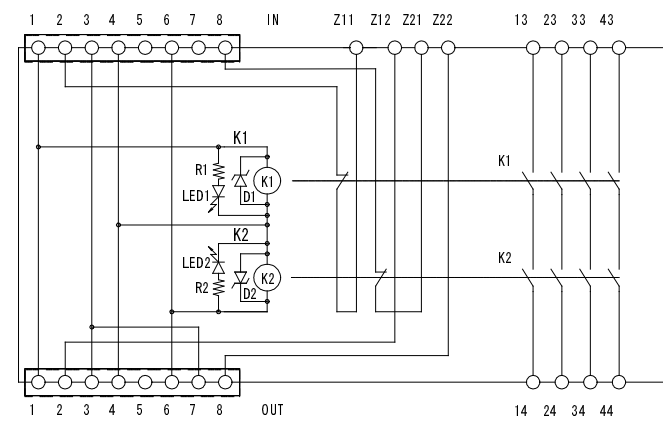 1 2 3 4 5 6 7 8 IN Z11 Z12 Z21 Z22 13 23 33 43
K1
K1
R1 K1
LED1 D1
K2
K2
LED2 K2
R2 D2
1 2 3 4 5 6 7 8 OUT 14 24 34 44